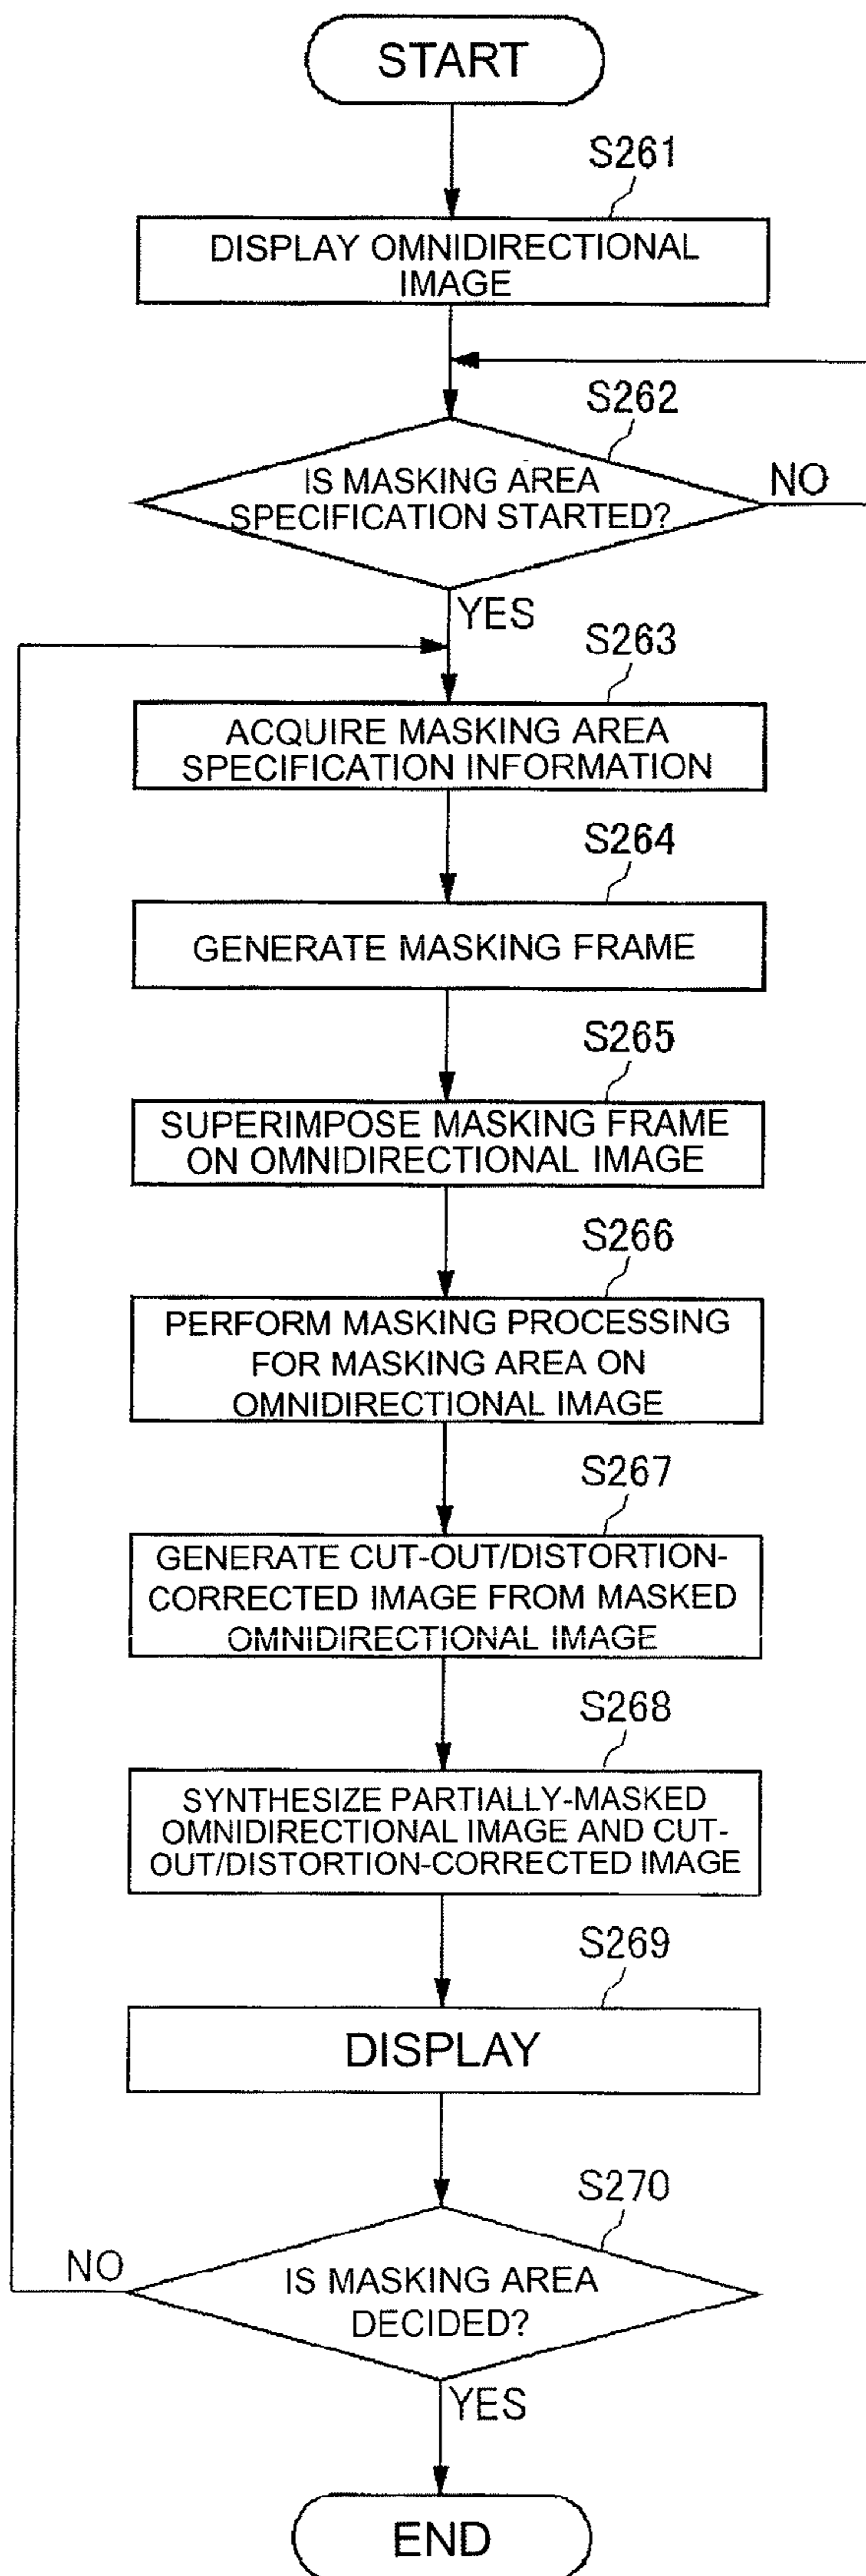 START
S261
DISPLAY OMNIDIRECTIONAL
IMAGE
S262
IS MASKING AREA
SPECIFICATION STARTED?
NO
YES
S263
ACQUIRE MASKING AREA
SPECIFICATION INFORMATION
S264
GENERATE MASKING FRAME
S265
SUPERIMPOSE MASKING FRAME
ON OMNIDIRECTIONAL IMAGE
S266
PERFORM MASKING PROCESSING
FOR MASKING AREA ON
OMNIDIRECTIONAL IMAGE
S267
GENERATE CUT-OUT/DISTORTION-
CORRECTED IMAGE FROM MASKED
OMNIDIRECTIONAL IMAGE
S268
SYNTHESIZE PARTIALLY-MASKED
OMNIDIRECTIONAL IMAGE AND CUT-
OUT/DISTORTION-CORRECTED IMAGE
S269
DISPLAY
S270
NO
IS MASKING AREA
DECIDED?
YES
END